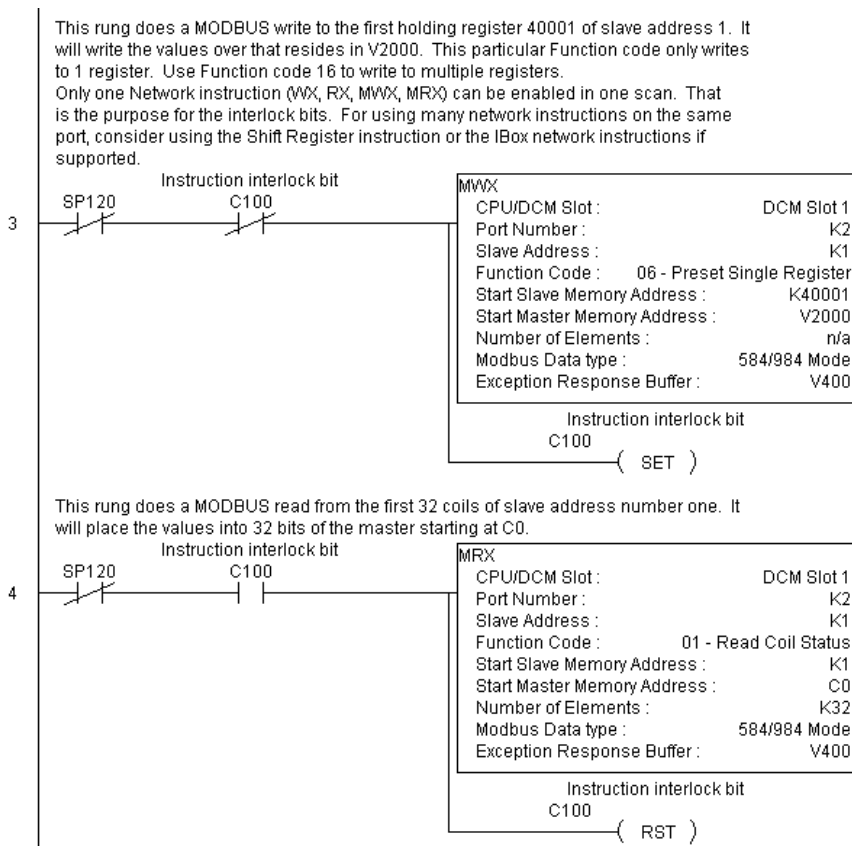 This rung does a MODBUS write to the first holding register 40001 of slave address 1. It
will write the values over that resides in V2000. This particular Function code only writes
to 1 register. Use Function code 16 to write to multiple registers.
Only one Network instruction (WX, RX, MWX, MRX) can be enabled in one scan. That
is the purpose for the interlock bits. For using many network instructions on the same
port, consider using the Shift Register instruction or the IBox network instructions if
supported.
Instruction interlock bit
SP120 C100
3
MWX
CPU/DCM Slot : DCM Slot 1
Port Number : K2
Slave Address : K1
Function Code : 06 - Preset Single Register
Start Slave Memory Address : K40001
Start Master Memory Address : V2000
Number of Elements : n/a
Modbus Data type : 584/984 Mode
Exception Response Buffer : V400
Instruction interlock bit
C100
( SET )
This rung does a MODBUS read from the first 32 coils of slave address number one. It
will place the values into 32 bits of the master starting at C0.
Instruction interlock bit
SP120 C100
4
MRX
CPU/DCM Slot : DCM Slot 1
Port Number : K2
Slave Address : K1
Function Code : 01 - Read Coil Status
Start Slave Memory Address : K1
Start Master Memory Address : C0
Number of Elements : K32
Modbus Data type : 584/984 Mode
Exception Response Buffer : V400
Instruction interlock bit
C100
( RST )